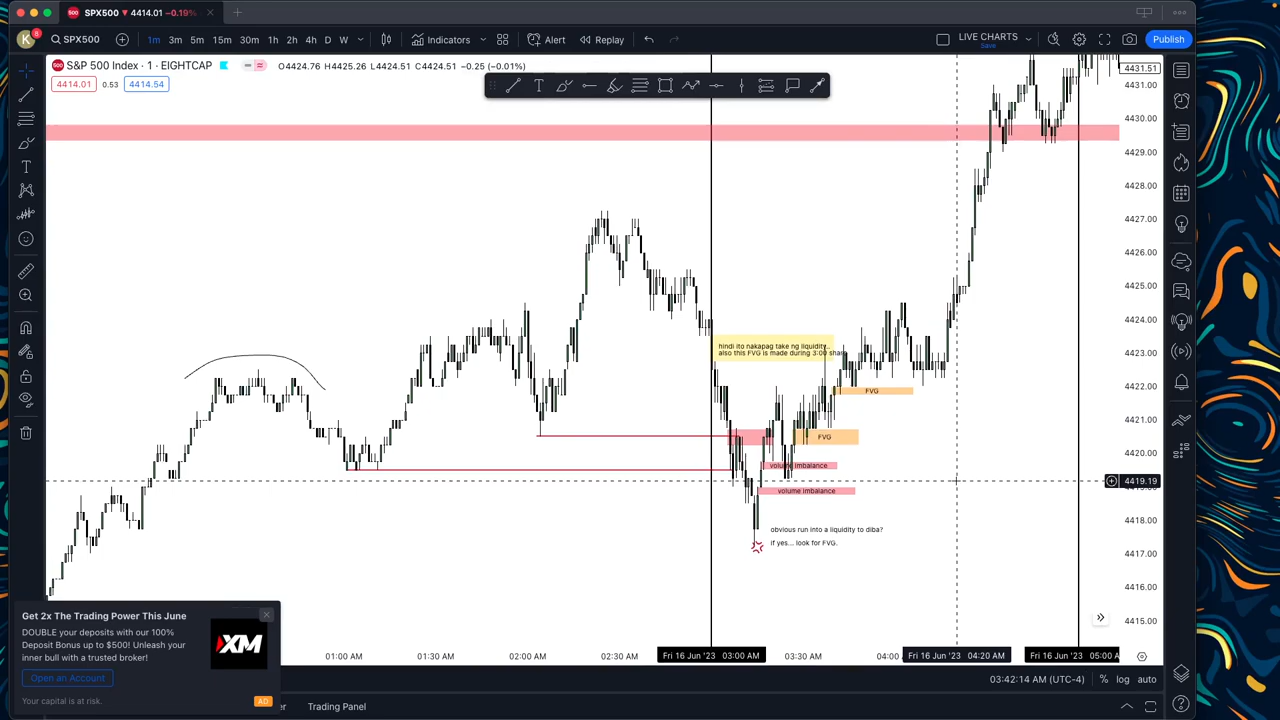 SPX500 ▼ 4414.01 −0.19%
K 6 SPX500 1m 3m 5m 15m 30m 1h 2h 4h D W Indicators Alert Replay LIVE CHARTS Save Publish
S&P 500 Index · 1 · EIGHTCAP O4424.76 H4425.26 L4424.51 C4424.51 −0.25 (−0.01%)
4414.01 0.53 4414.54
4431.51
4431.00
4430.00
4429.00
4428.00
4427.00
4426.00
4425.00
4424.00
4423.00
4422.00
4421.00
4420.00
4419.19
4418.00
4417.00
4416.00
4415.00
hindi ito nakapag take ng liquidity..
also this FVG is made during 3:00 sharp
FVG
FVG
volume imbalance
volume imbalance
obvious run into a liquidity to diba?
if yes... look for FVG.
Get 2x The Trading Power This June
DOUBLE your deposits with our 100%
Deposit Bonus up to $500! Unleash your
inner bull with a trusted broker!
XM
Open an Account
Your capital is at risk.
AD
01:00 AM 01:30 AM 02:00 AM 02:30 AM Fri 16 Jun '23 03:00 AM 03:30 AM 04:00 Fri 16 Jun '23 04:20 AM Fri 16 Jun '23 05:00 A
03:42:14 AM (UTC-4) % log auto
Trading Panel